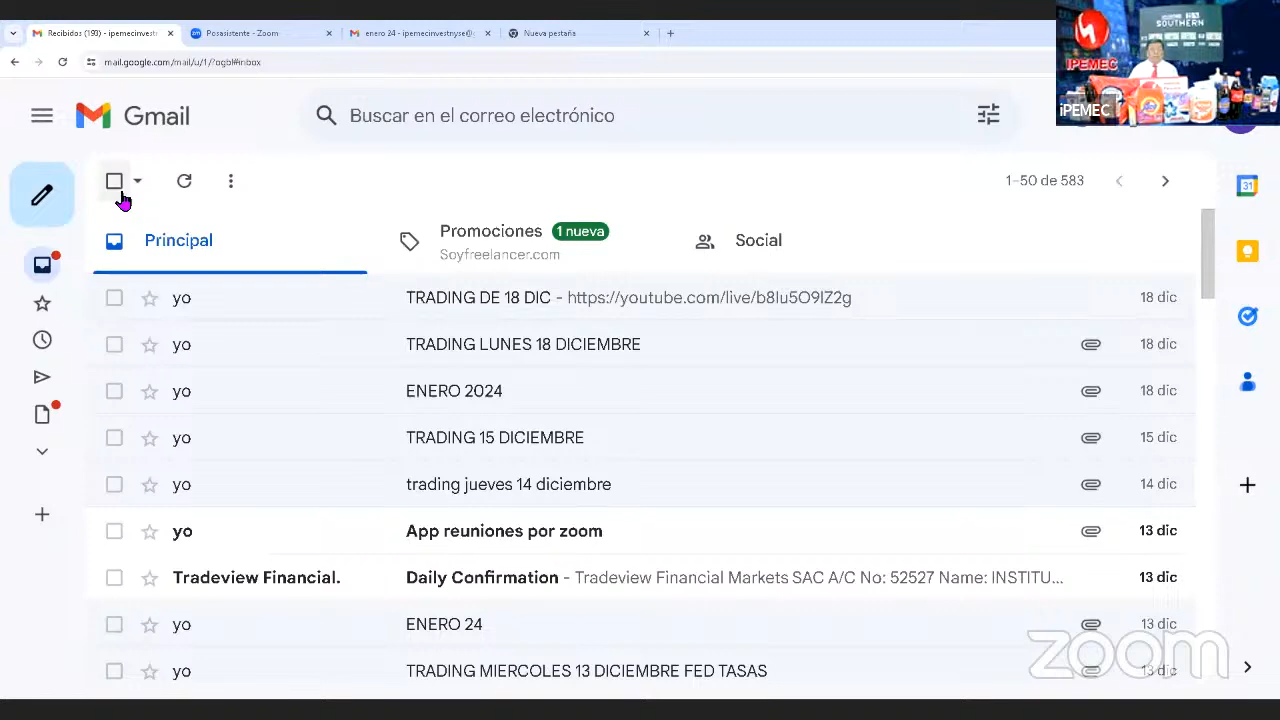 Recibidos (193) - ipemecinvestr
Posasistente - Zoom
enero 24 - ipemecinvestryse@
Nueva pestaña
mail.google.com/mail/u/1/?ogbl#inbox
SOUTHERN
IPEMEC
iPEMEC
Gmail
Buscar en el correo electrónico
1–50 de 583
31
Principal
Promociones 1 nueva
Soyfreelancer.com
Social
yo TRADING DE 18 DIC - https://youtube.com/live/b8Iu5O9IZ2g 18 dic
yo TRADING LUNES 18 DICIEMBRE 18 dic
yo ENERO 2024 18 dic
yo TRADING 15 DICIEMBRE 15 dic
yo trading jueves 14 diciembre 14 dic
yo App reuniones por zoom 13 dic
Tradeview Financial. Daily Confirmation - Tradeview Financial Markets SAC A/C No: 52527 Name: INSTITU... 13 dic
yo ENERO 24 13 dic
yo TRADING MIERCOLES 13 DICIEMBRE FED TASAS 13 dic
zoom